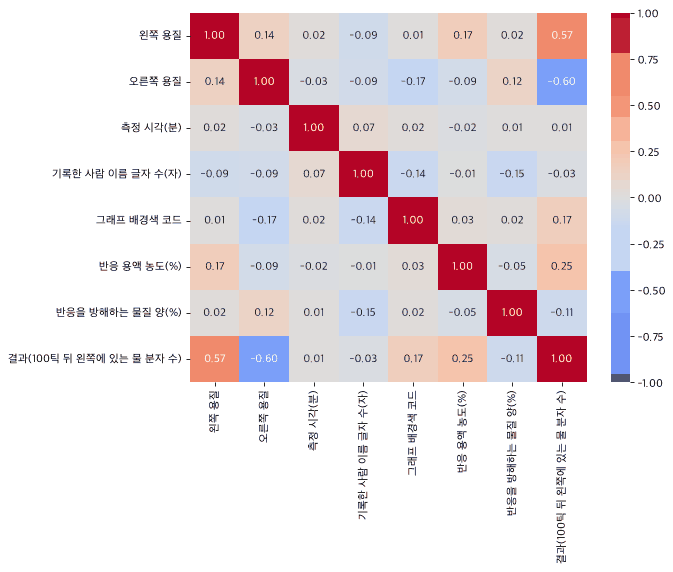 왼쪽 용질 1.00 0.14 0.02 -0.09 0.01 0.17 0.02 0.57
오른쪽 용질 0.14 1.00 -0.03 -0.09 -0.17 -0.09 0.12 -0.60
측정 시각(분) 0.02 -0.03 1.00 0.07 0.02 -0.02 0.01 0.01
기록한 사람 이름 글자 수(자) -0.09 -0.09 0.07 1.00 -0.14 -0.01 -0.15 -0.03
그래프 배경색 코드 0.01 -0.17 0.02 -0.14 1.00 0.03 0.02 0.17
반응 용액 농도(%) 0.17 -0.09 -0.02 -0.01 0.03 1.00 -0.05 0.25
반응을 방해하는 물질 양(%) 0.02 0.12 0.01 -0.15 0.02 -0.05 1.00 -0.11
결과(100틱 뒤 왼쪽에 있는 물 분자 수) 0.57 -0.60 0.01 -0.03 0.17 0.25 -0.11 1.00
왼쪽 용질
오른쪽 용질
측정 시각(분)
기록한 사람 이름 글자 수(자)
그래프 배경색 코드
반응 용액 농도(%)
반응을 방해하는 물질 양(%)
결과(100틱 뒤 왼쪽에 있는 물 분자 수)
1.00
0.75
0.50
0.25
0.00
-0.25
-0.50
-0.75
-1.00